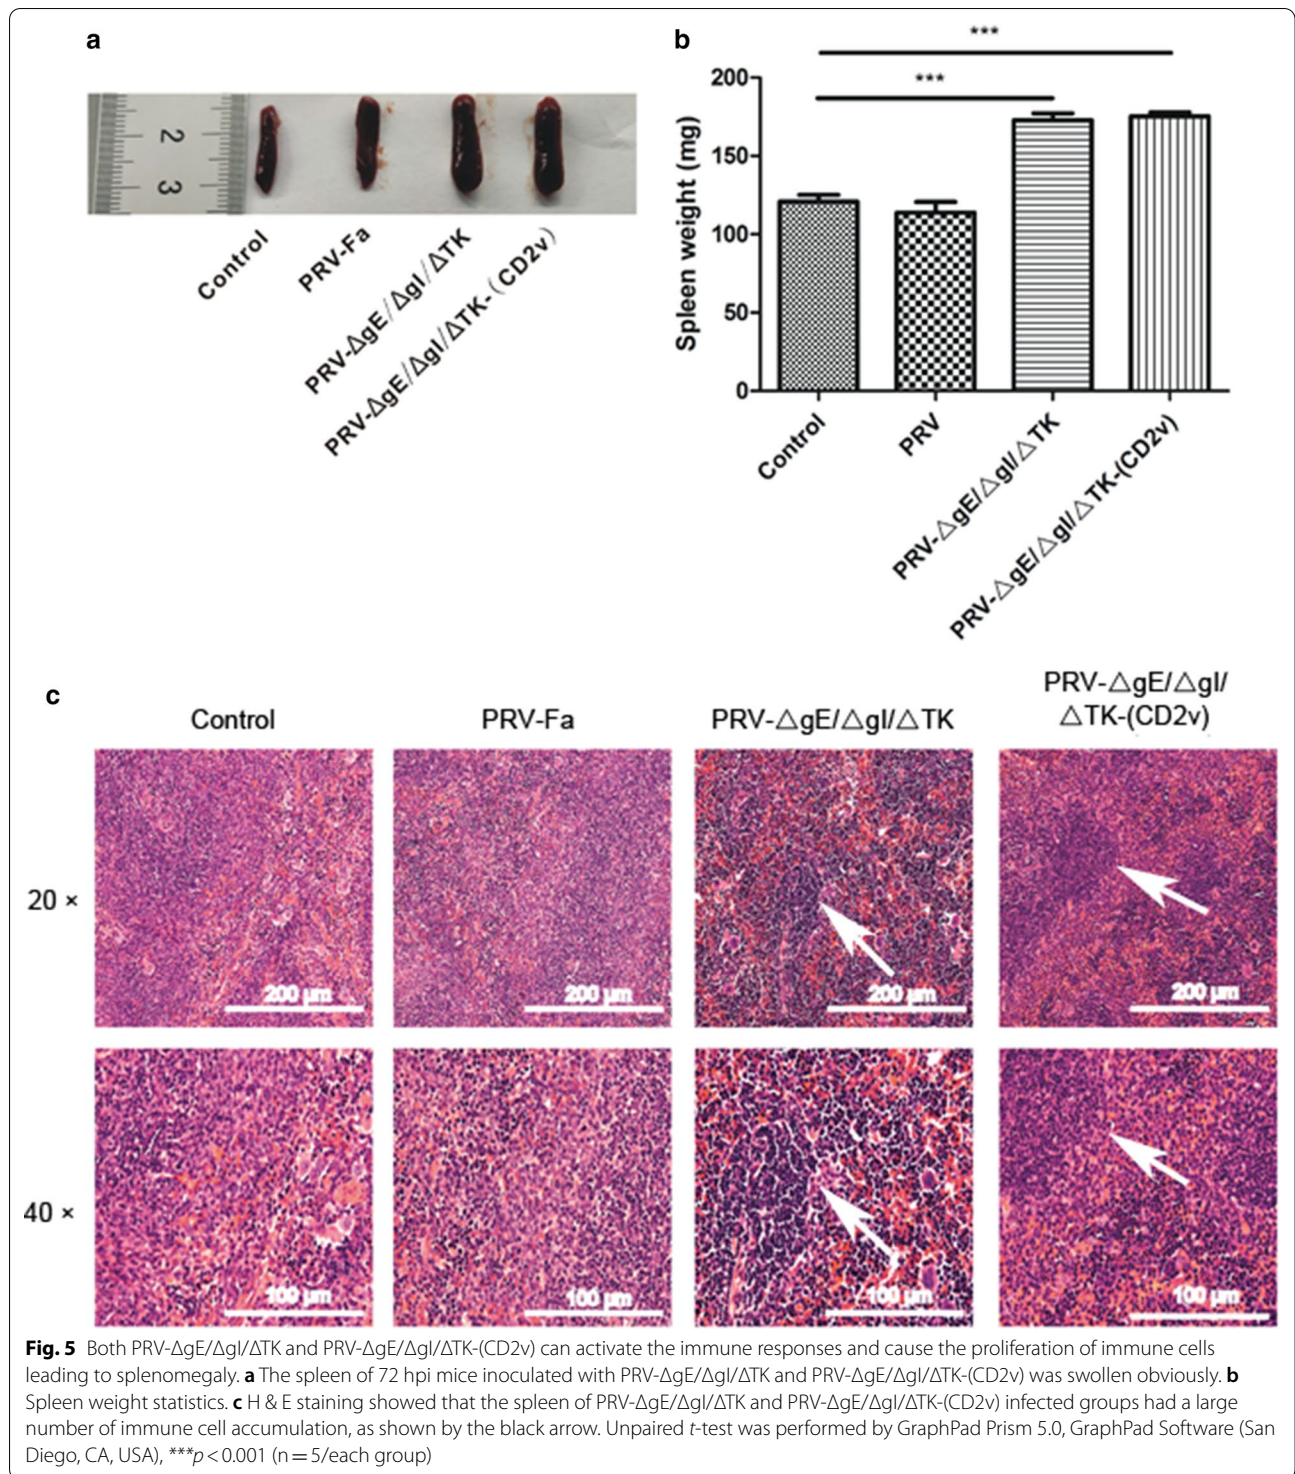 a
2
3
Control
PRV-Fa
PRV-ΔgE/ΔgI/ΔTK
PRV-ΔgE/ΔgI/ΔTK-(CD2v)
b
***
***
200
150
100
50
0
Spleen weight (mg)
Control
PRV
PRV-△gE/△gI/△TK
PRV-△gE/△gI/△TK-(CD2v)
c
Control
PRV-Fa
PRV-△gE/△gI/△TK
PRV-△gE/△gI/
△TK-(CD2v)
20 ×
200 μm
200 μm
200 μm
200 μm
40 ×
100 μm
100 μm
100 μm
100 μm
Fig. 5 Both PRV-ΔgE/ΔgI/ΔTK and PRV-ΔgE/ΔgI/ΔTK-(CD2v) can activate the immune responses and cause the proliferation of immune cells
leading to splenomegaly. a The spleen of 72 hpi mice inoculated with PRV-ΔgE/ΔgI/ΔTK and PRV-ΔgE/ΔgI/ΔTK-(CD2v) was swollen obviously. b
Spleen weight statistics. c H & E staining showed that the spleen of PRV-ΔgE/ΔgI/ΔTK and PRV-ΔgE/ΔgI/ΔTK-(CD2v) infected groups had a large
number of immune cell accumulation, as shown by the black arrow. Unpaired t-test was performed by GraphPad Prism 5.0, GraphPad Software (San
Diego, CA, USA), ***p < 0.001 (n = 5/each group)